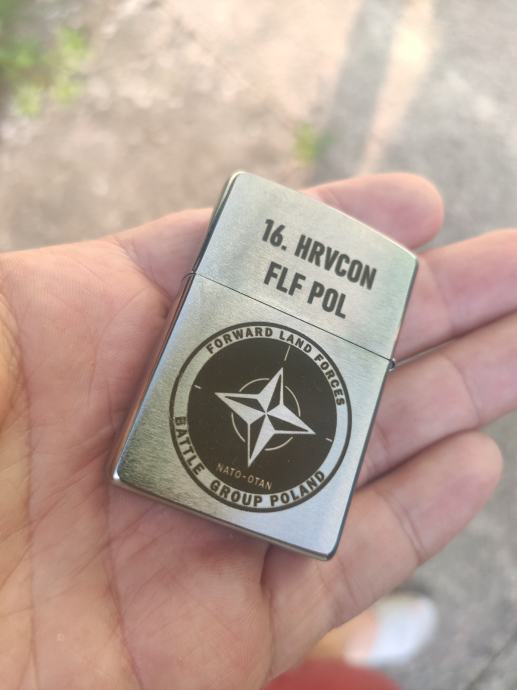 16. HRVCON
FLF POL
FORWARD LAND FORCES
NATO-OTAN
BATTLE GROUP POLAND